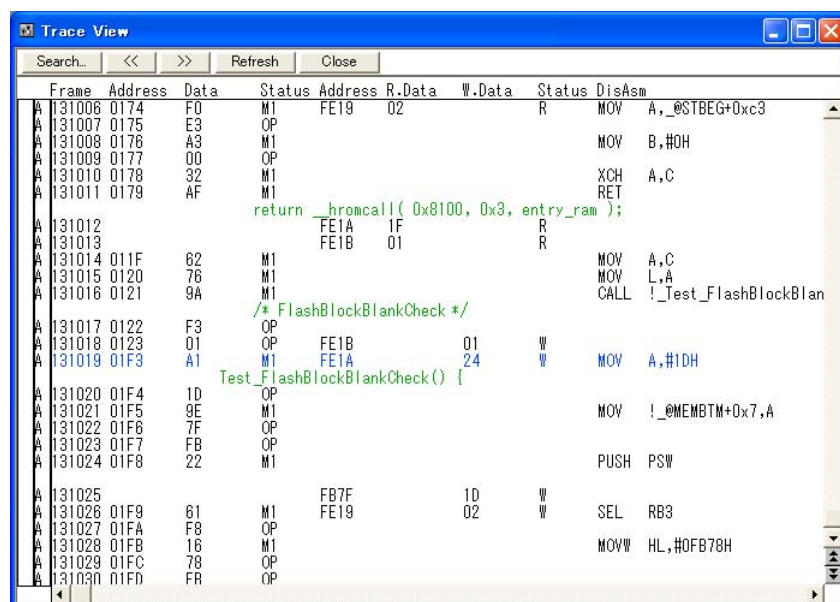 Trace View
Search... << >> Refresh Close
Frame Address Data Status Address R.Data W.Data Status DisAsm
A 131006 0174 F0 M1 FE19 02 R MOV A,_@STBEG+0xc3
A 131007 0175 E3 OP
A 131008 0176 A3 M1 MOV B,#0H
A 131009 0177 00 OP
A 131010 0178 32 M1 XCH A,C
A 131011 0179 AF M1 RET
return __hromcall( 0x8100, 0x3, entry_ram );
A 131012 FE1A 1F R
A 131013 FE1B 01 R
A 131014 011F 62 M1 MOV A,C
A 131015 0120 76 M1 MOV L,A
A 131016 0121 9A M1 CALL !_Test_FlashBlockBlan
/* FlashBlockBlankCheck */
A 131017 0122 F3 OP
A 131018 0123 01 OP FE1B 01 W
A 131019 01F3 A1 M1 FE1A 24 W MOV A,#1DH
Test_FlashBlockBlankCheck() {
A 131020 01F4 1D OP
A 131021 01F5 9E M1 MOV !_@MEMBTM+0x7,A
A 131022 01F6 7F OP
A 131023 01F7 FB OP
A 131024 01F8 22 M1 PUSH PSW
A 131025 FB7F 1D W
A 131026 01F9 61 M1 FE19 02 W SEL RB3
A 131027 01FA F8 OP
A 131028 01FB 16 M1 MOVW HL,#0FB78H
A 131029 01FC 78 OP
A 131030 01FD FB OP